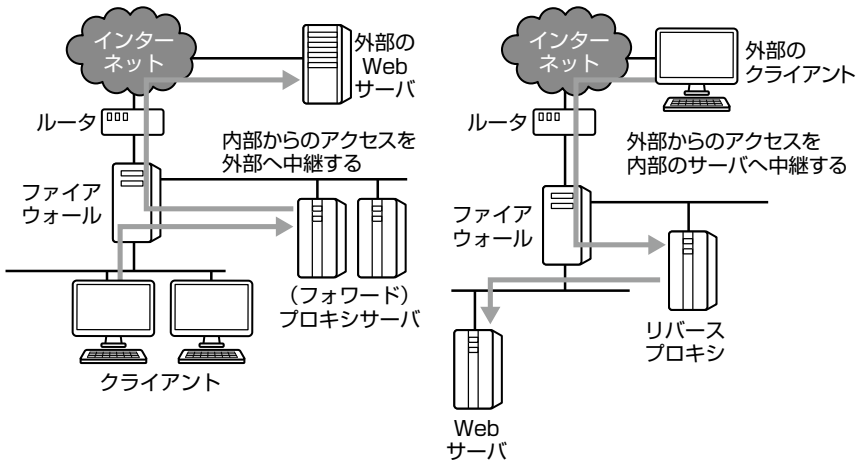 インター
ネット
外部の
Web
サーバ
ルータ
内部からのアクセスを
外部へ中継する
ファイア
ウォール
（フォワード）
プロキシサーバ
クライアント
インター
ネット
外部の
クライアント
ルータ
外部からのアクセスを
内部のサーバへ中継する
ファイア
ウォール
リバース
プロキシ
Web
サーバ